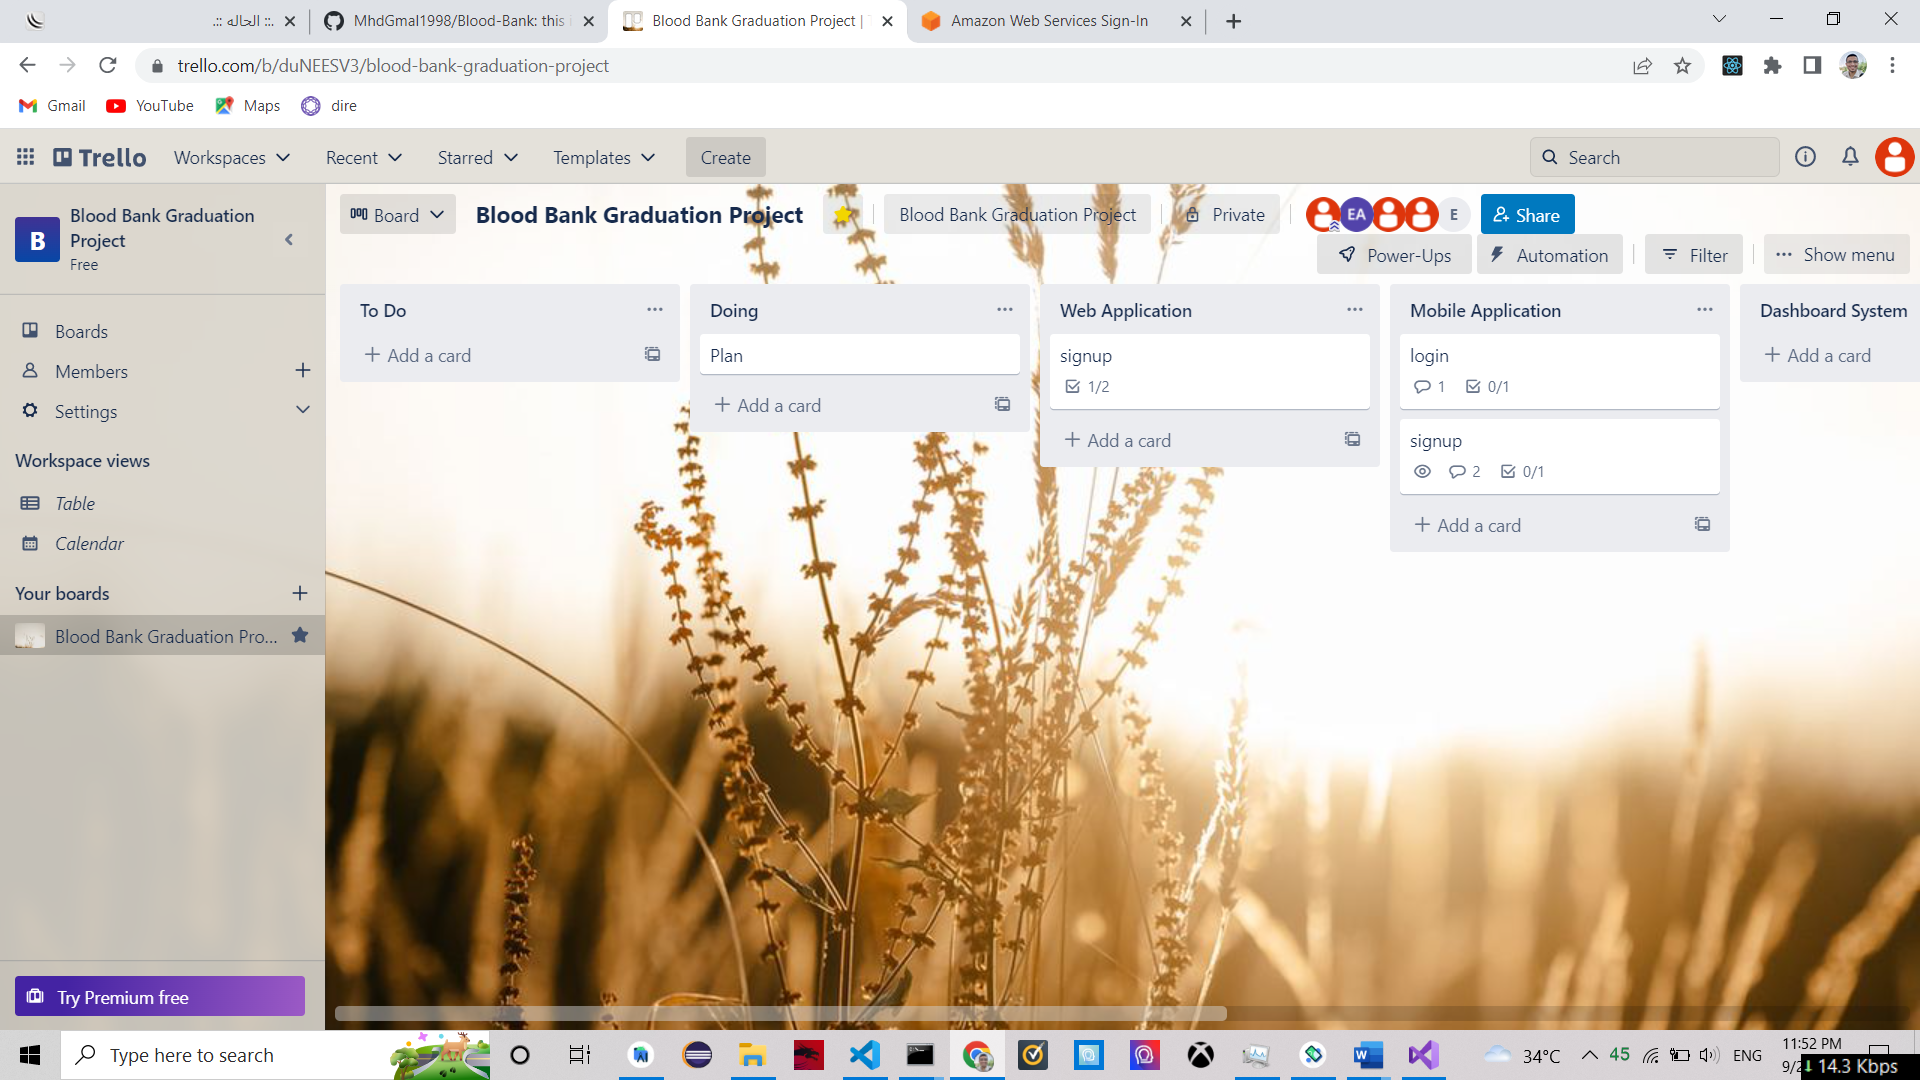 .:: الحاله ::.
MhdGmal1998/Blood-Bank: this i
Blood Bank Graduation Project | T
Amazon Web Services Sign-In
trello.com/b/duNEESV3/blood-bank-graduation-project
Gmail
YouTube
Maps
dire
Trello
Workspaces
Recent
Starred
Templates
Create
Search
Blood Bank Graduation Project
Free
B
Board
Blood Bank Graduation Project
Blood Bank Graduation Project
Private
EA
E
Share
Power-Ups
Automation
Filter
Show menu
Boards
Members
Settings
Workspace views
Table
Calendar
Your boards
Blood Bank Graduation Pro...
Try Premium free
To Do
Add a card
Doing
Plan
Add a card
Web Application
signup
1/2
Add a card
Mobile Application
login
1
0/1
signup
2
0/1
Add a card
Dashboard System
Add a card
Type here to search
34°C
45
ENG
11:52 PM
9/2
14.3 Kbps